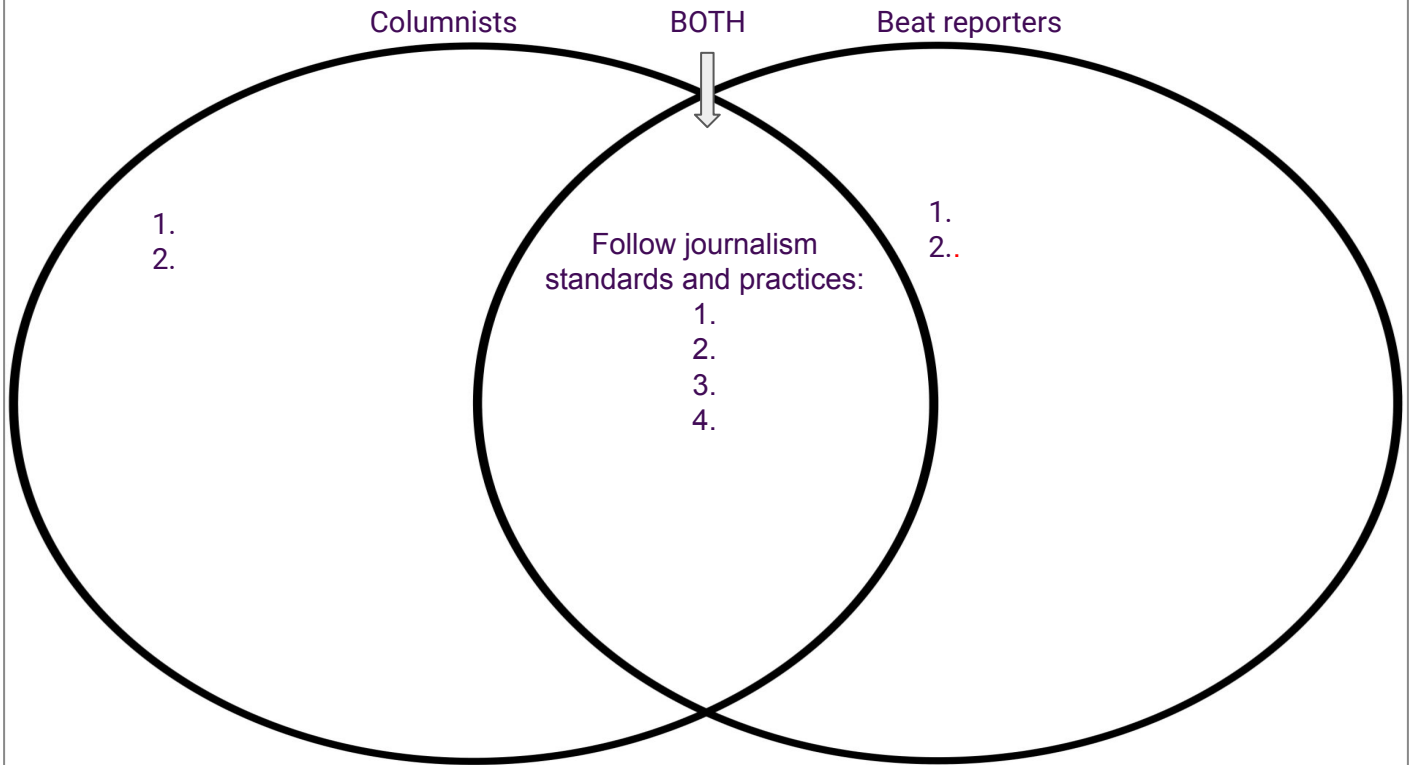 Columnists
BOTH
Beat reporters
1.
2.
Follow journalism
standards and practices:
1.
2.
3.
4.
1.
2..